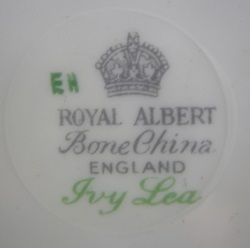 EH
ROYAL ALBERT
Bone China
ENGLAND
Ivy Lea